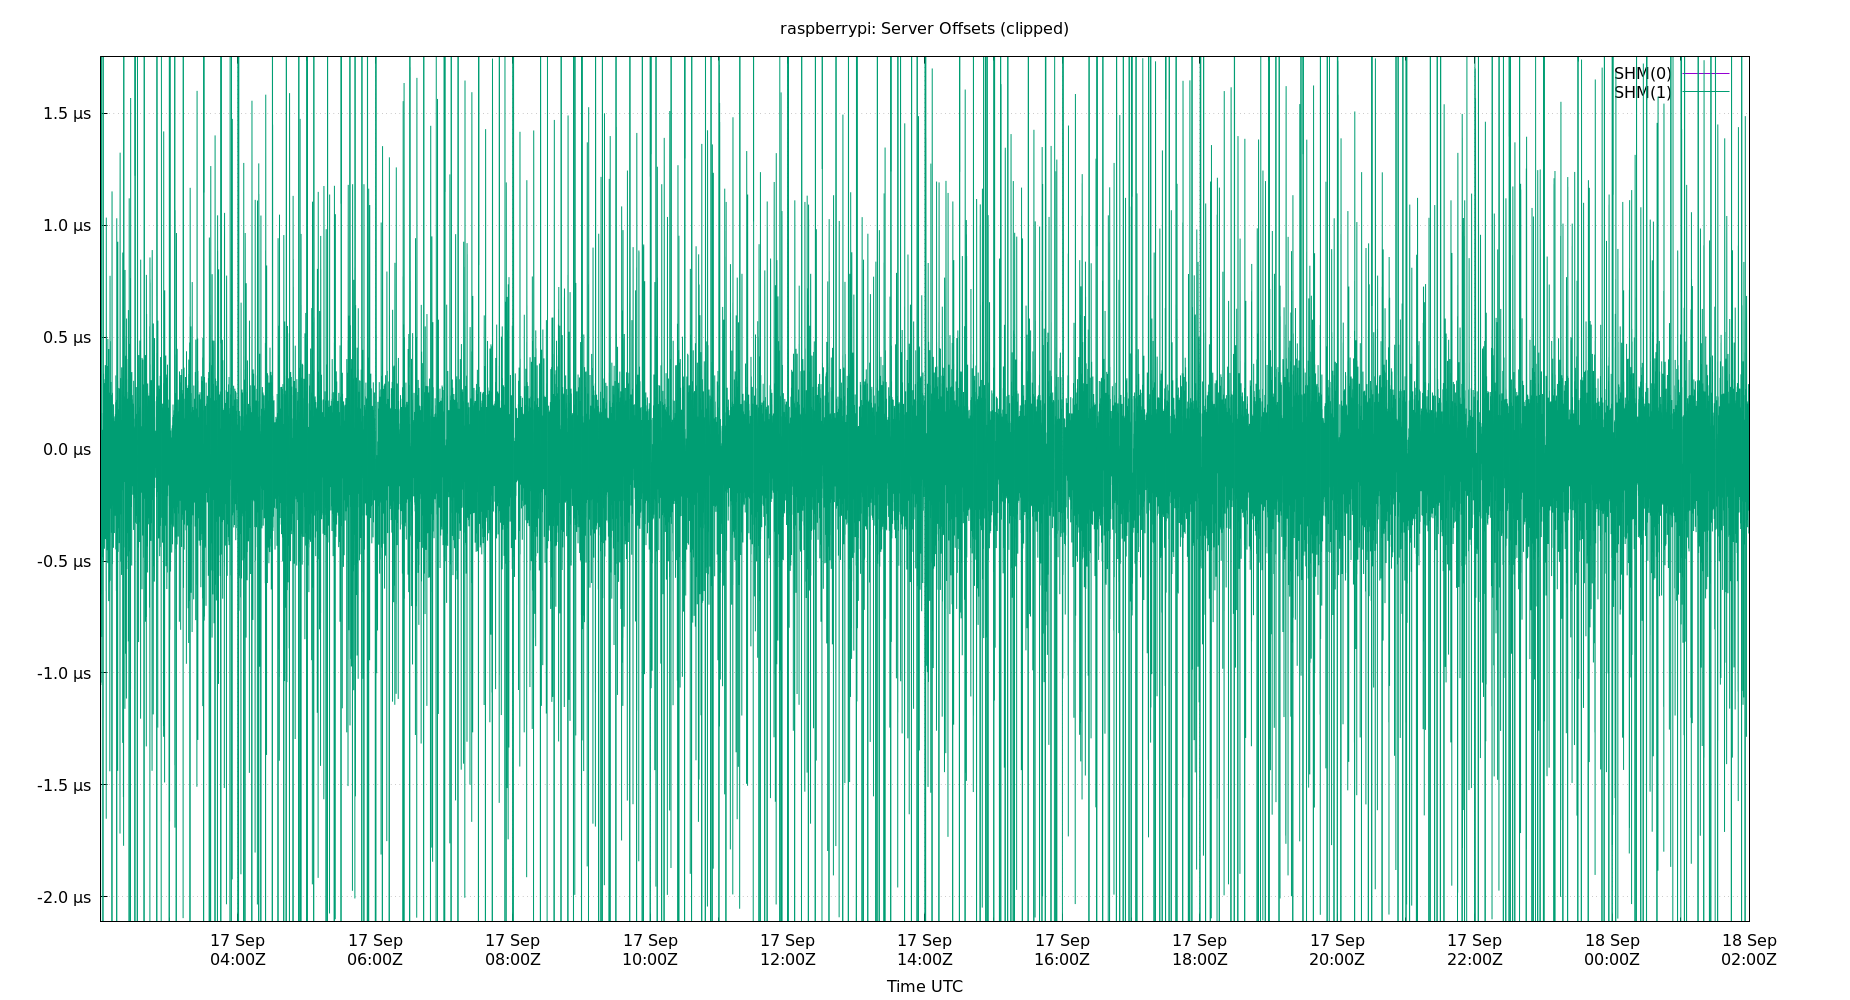 raspberrypi: Server Offsets (clipped)
SHM(0)
SHM(1)
1.5 µs
1.0 µs
0.5 µs
0.0 µs
-0.5 µs
-1.0 µs
-1.5 µs
-2.0 µs
17 Sep 17 Sep 17 Sep 17 Sep 17 Sep 17 Sep 17 Sep 17 Sep 17 Sep 17 Sep 18 Sep 18 Sep
04:00Z 06:00Z 08:00Z 10:00Z 12:00Z 14:00Z 16:00Z 18:00Z 20:00Z 22:00Z 00:00Z 02:00Z
Time UTC